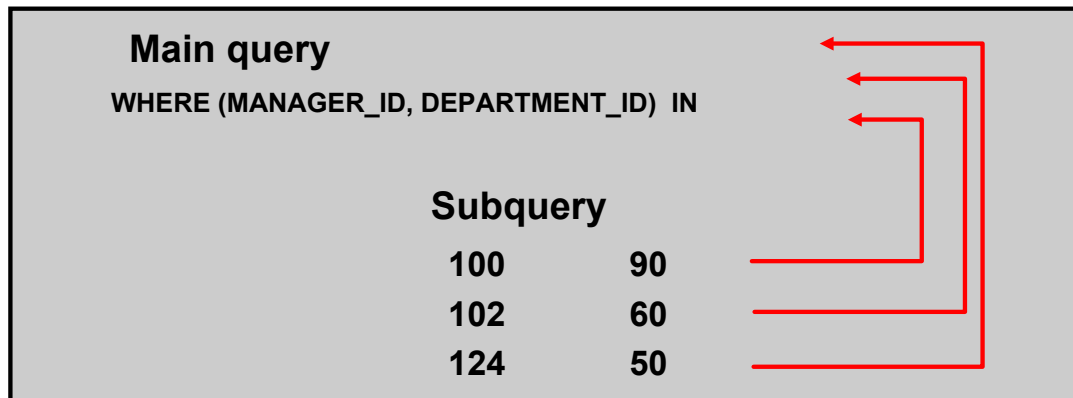 Main query
WHERE (MANAGER_ID, DEPARTMENT_ID) IN
Subquery
100 90
102 60
124 50